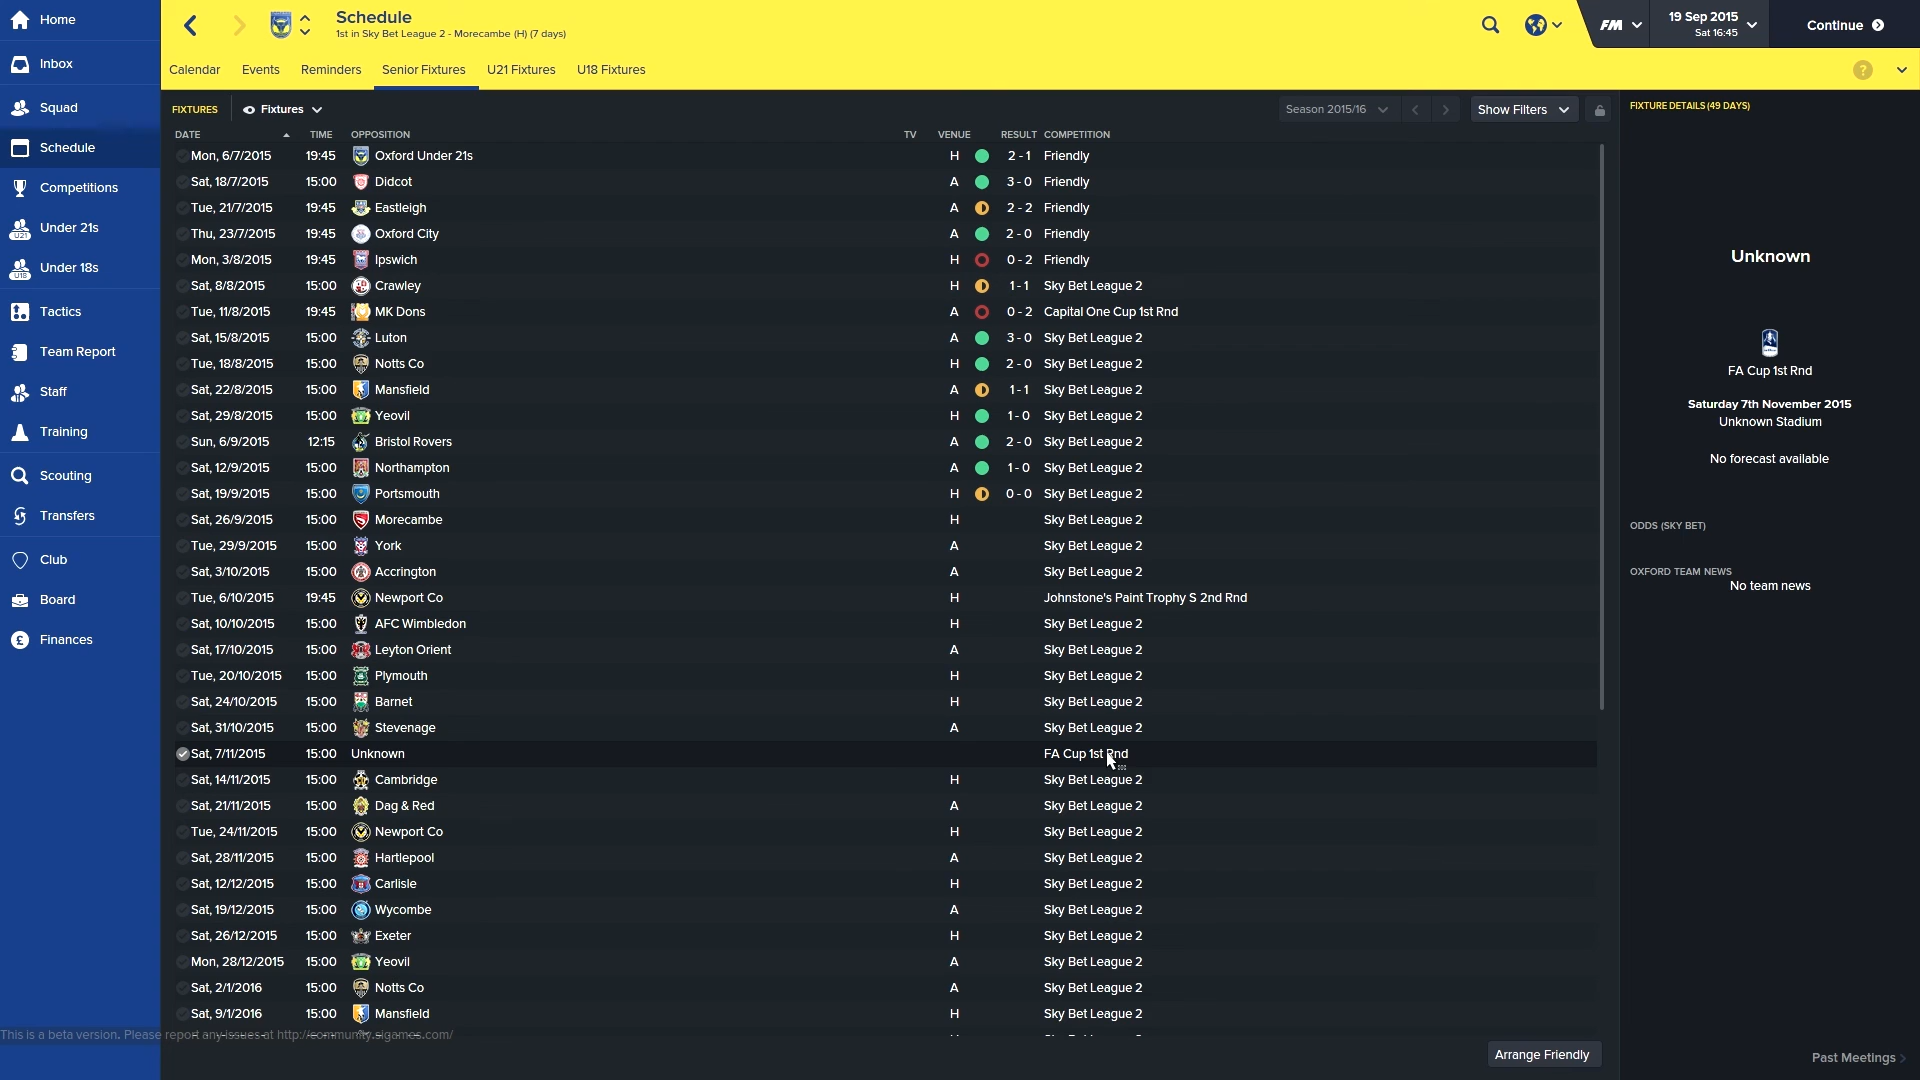 Home
Inbox
Squad
Schedule
Competitions
Under 21s
Under 18s
Tactics
Team Report
Staff
Training
Scouting
Transfers
Club
Board
Finances
Schedule
1st in Sky Bet League 2 - Morecambe (H) (7 days)
FM
19 Sep 2015
Sat 16:45
Continue
Calendar Events Reminders Senior Fixtures U21 Fixtures U18 Fixtures
FIXTURES Fixtures Season 2015/16 Show Filters
DATE TIME OPPOSITION TV VENUE RESULT COMPETITION
Mon, 6/7/2015 19:45 Oxford Under 21s H 2 - 1 Friendly
Sat, 18/7/2015 15:00 Didcot A 3 - 0 Friendly
Tue, 21/7/2015 19:45 Eastleigh A 2 - 2 Friendly
Thu, 23/7/2015 19:45 Oxford City A 2 - 0 Friendly
Mon, 3/8/2015 19:45 Ipswich H 0 - 2 Friendly
Sat, 8/8/2015 15:00 Crawley H 1 - 1 Sky Bet League 2
Tue, 11/8/2015 19:45 MK Dons A 0 - 2 Capital One Cup 1st Rnd
Sat, 15/8/2015 15:00 Luton A 3 - 0 Sky Bet League 2
Tue, 18/8/2015 15:00 Notts Co H 2 - 0 Sky Bet League 2
Sat, 22/8/2015 15:00 Mansfield A 1 - 1 Sky Bet League 2
Sat, 29/8/2015 15:00 Yeovil H 1 - 0 Sky Bet League 2
Sun, 6/9/2015 12:15 Bristol Rovers A 2 - 0 Sky Bet League 2
Sat, 12/9/2015 15:00 Northampton A 1 - 0 Sky Bet League 2
Sat, 19/9/2015 15:00 Portsmouth H 0 - 0 Sky Bet League 2
Sat, 26/9/2015 15:00 Morecambe H Sky Bet League 2
Tue, 29/9/2015 15:00 York A Sky Bet League 2
Sat, 3/10/2015 15:00 Accrington A Sky Bet League 2
Tue, 6/10/2015 19:45 Newport Co H Johnstone's Paint Trophy S 2nd Rnd
Sat, 10/10/2015 15:00 AFC Wimbledon H Sky Bet League 2
Sat, 17/10/2015 15:00 Leyton Orient A Sky Bet League 2
Tue, 20/10/2015 15:00 Plymouth H Sky Bet League 2
Sat, 24/10/2015 15:00 Barnet H Sky Bet League 2
Sat, 31/10/2015 15:00 Stevenage A Sky Bet League 2
Sat, 7/11/2015 15:00 Unknown FA Cup 1st Rnd
Sat, 14/11/2015 15:00 Cambridge H Sky Bet League 2
Sat, 21/11/2015 15:00 Dag & Red A Sky Bet League 2
Tue, 24/11/2015 15:00 Newport Co H Sky Bet League 2
Sat, 28/11/2015 15:00 Hartlepool A Sky Bet League 2
Sat, 12/12/2015 15:00 Carlisle H Sky Bet League 2
Sat, 19/12/2015 15:00 Wycombe A Sky Bet League 2
Sat, 26/12/2015 15:00 Exeter H Sky Bet League 2
Mon, 28/12/2015 15:00 Yeovil A Sky Bet League 2
Sat, 2/1/2016 15:00 Notts Co A Sky Bet League 2
Sat, 9/1/2016 15:00 Mansfield H Sky Bet League 2
This is a beta version. Please report any issues at http://community.sigames.com/
Arrange Friendly
FIXTURE DETAILS (49 DAYS)
Unknown
FA Cup 1st Rnd
Saturday 7th November 2015
Unknown Stadium
No forecast available
ODDS (SKY BET)
OXFORD TEAM NEWS
No team news
Past Meetings